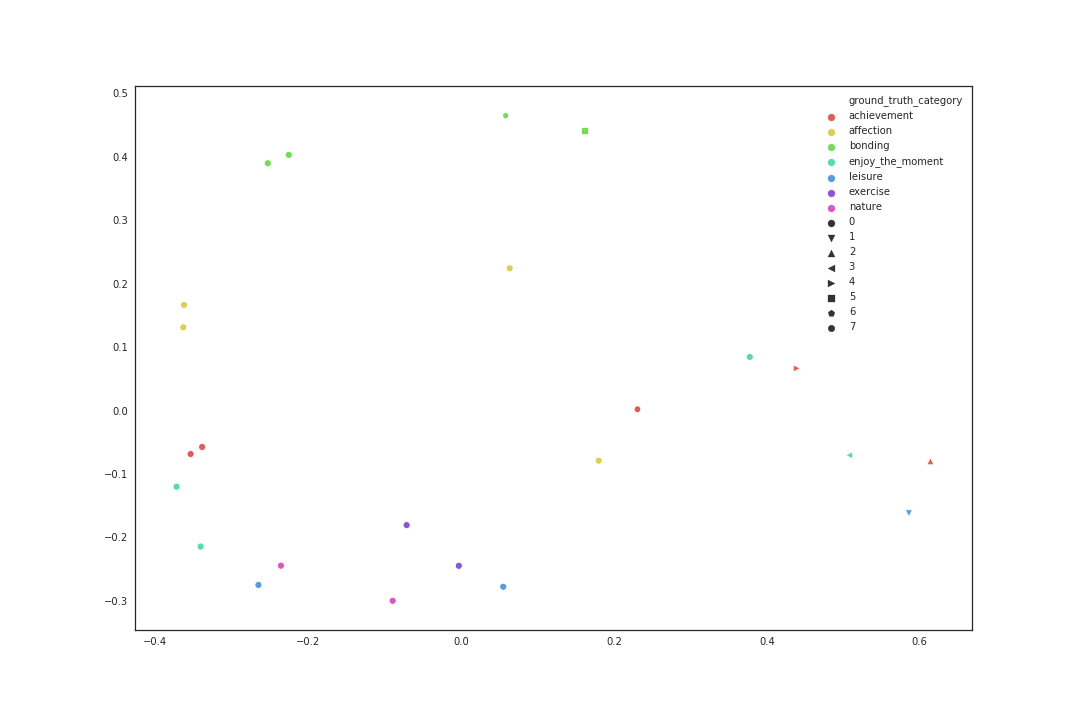 0.5
0.4
0.3
0.2
0.1
0.0
−0.1
−0.2
−0.3
−0.4
−0.2
0.0
0.2
0.4
0.6
ground_truth_category
achievement
affection
bonding
enjoy_the_moment
leisure
exercise
nature
0
1
2
3
4
5
6
7